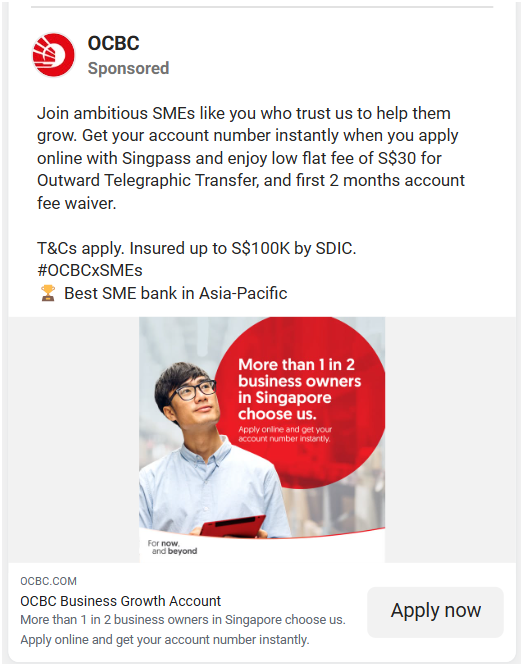 OCBC
Sponsored
Join ambitious SMEs like you who trust us to help them
grow. Get your account number instantly when you apply
online with Singpass and enjoy low flat fee of S$30 for
Outward Telegraphic Transfer, and first 2 months account
fee waiver.
T&Cs apply. Insured up to S$100K by SDIC.
#OCBCxSMEs
🏆 Best SME bank in Asia-Pacific
More than 1 in 2
business owners
in Singapore
choose us.
Apply online and get your
account number instantly.
For now,
and beyond
OCBC.COM
OCBC Business Growth Account
More than 1 in 2 business owners in Singapore choose us.
Apply online and get your account number instantly.
Apply now